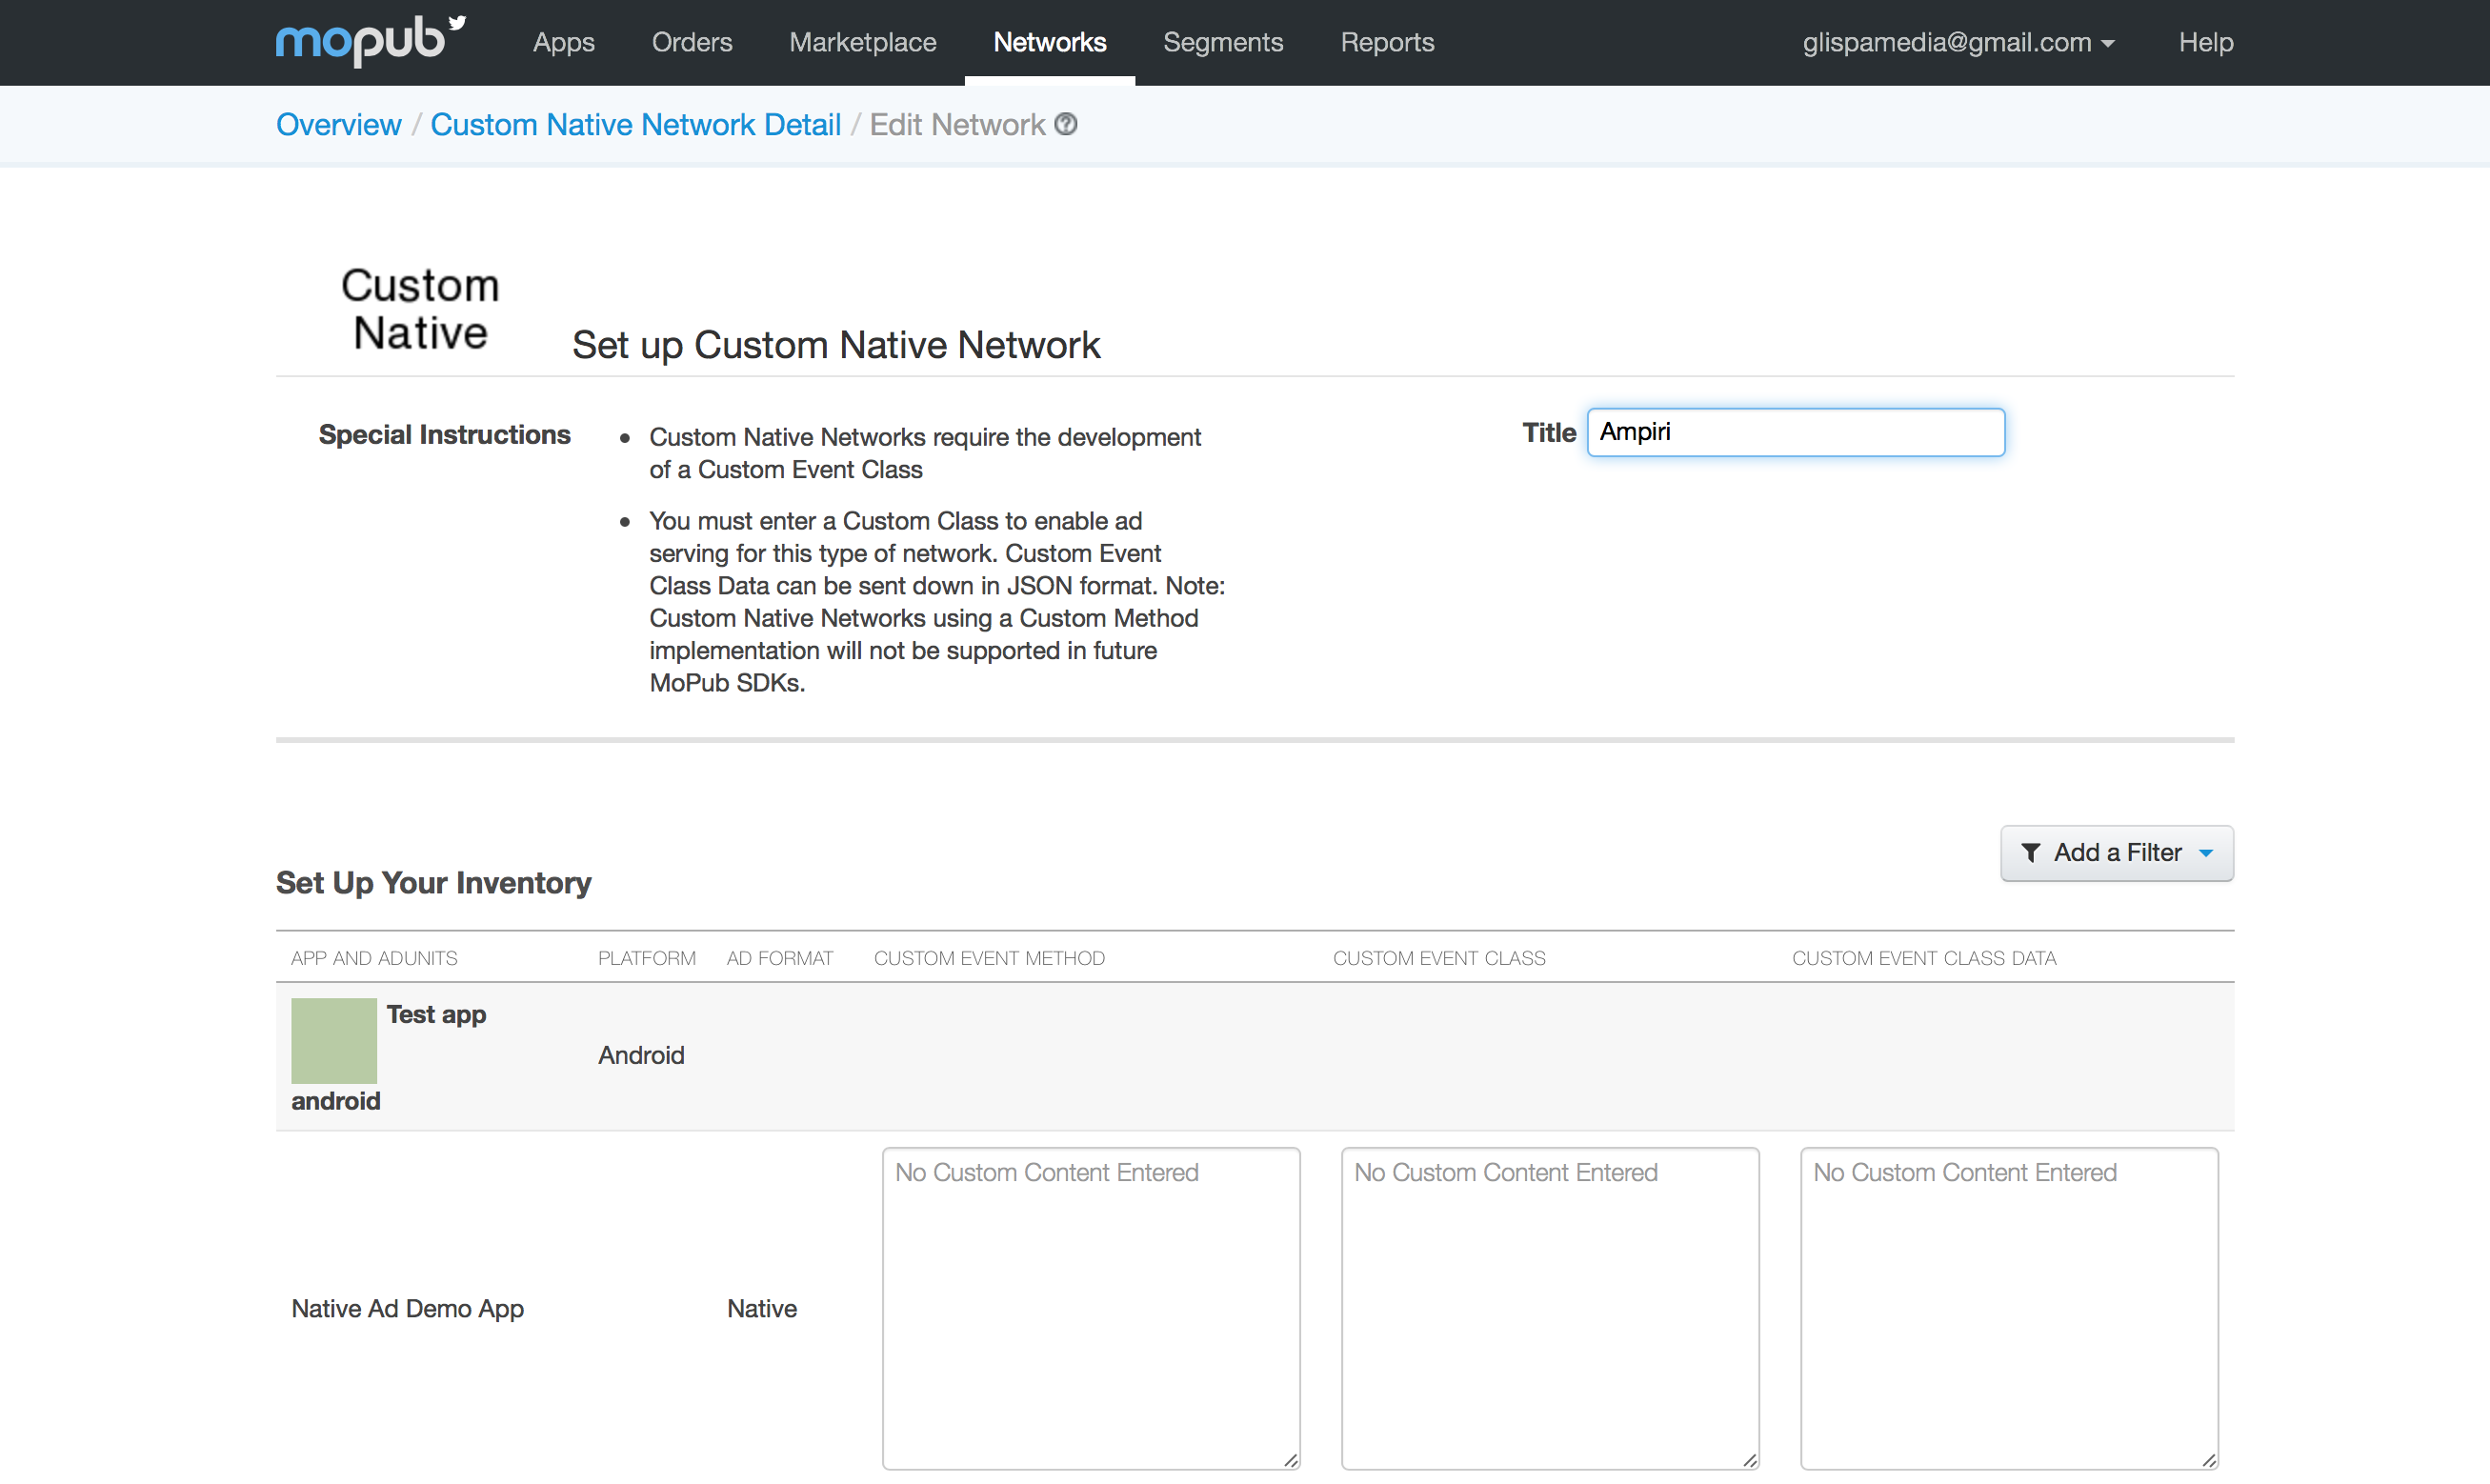 mopub Apps Orders Marketplace Networks Segments Reports glispamedia@gmail.com Help
Overview / Custom Native Network Detail / Edit Network ?
Custom
Native
Set up Custom Native Network
Special Instructions
• Custom Native Networks require the development
of a Custom Event Class
• You must enter a Custom Class to enable ad
serving for this type of network. Custom Event
Class Data can be sent down in JSON format. Note:
Custom Native Networks using a Custom Method
implementation will not be supported in future
MoPub SDKs.
Title Ampiri
Add a Filter
Set Up Your Inventory
APP AND ADUNITS PLATFORM AD FORMAT CUSTOM EVENT METHOD CUSTOM EVENT CLASS CUSTOM EVENT CLASS DATA
Test app
Android
android
No Custom Content Entered No Custom Content Entered No Custom Content Entered
Native Ad Demo App Native